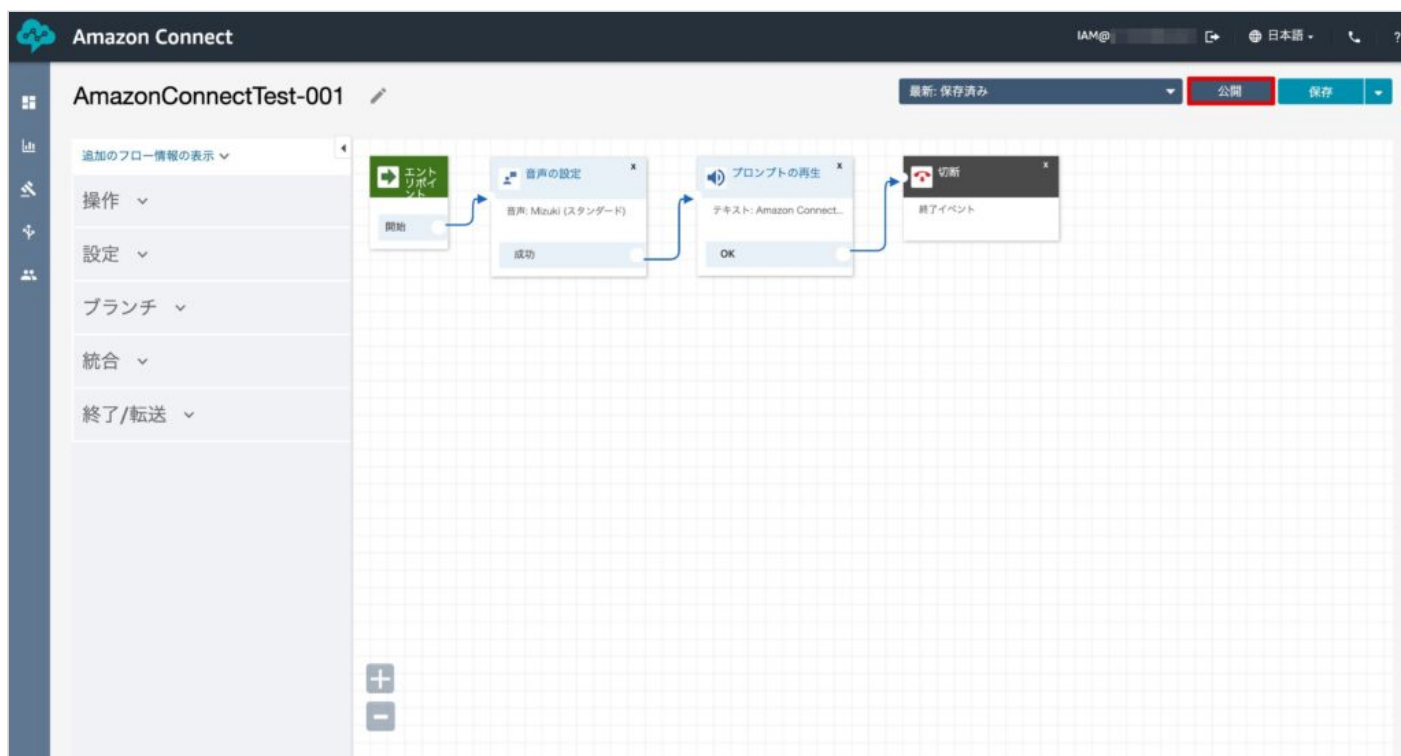 Amazon Connect
IAM@
日本語
?
AmazonConnectTest-001
最新: 保存済み
公開
保存
追加のフロー情報の表示
操作
設定
ブランチ
統合
終了/転送
エント
リポイ
ント
開始
音声の設定
x
音声: Mizuki (スタンダード)
成功
プロンプトの再生
x
テキスト: Amazon Connect...
OK
切断
x
終了イベント